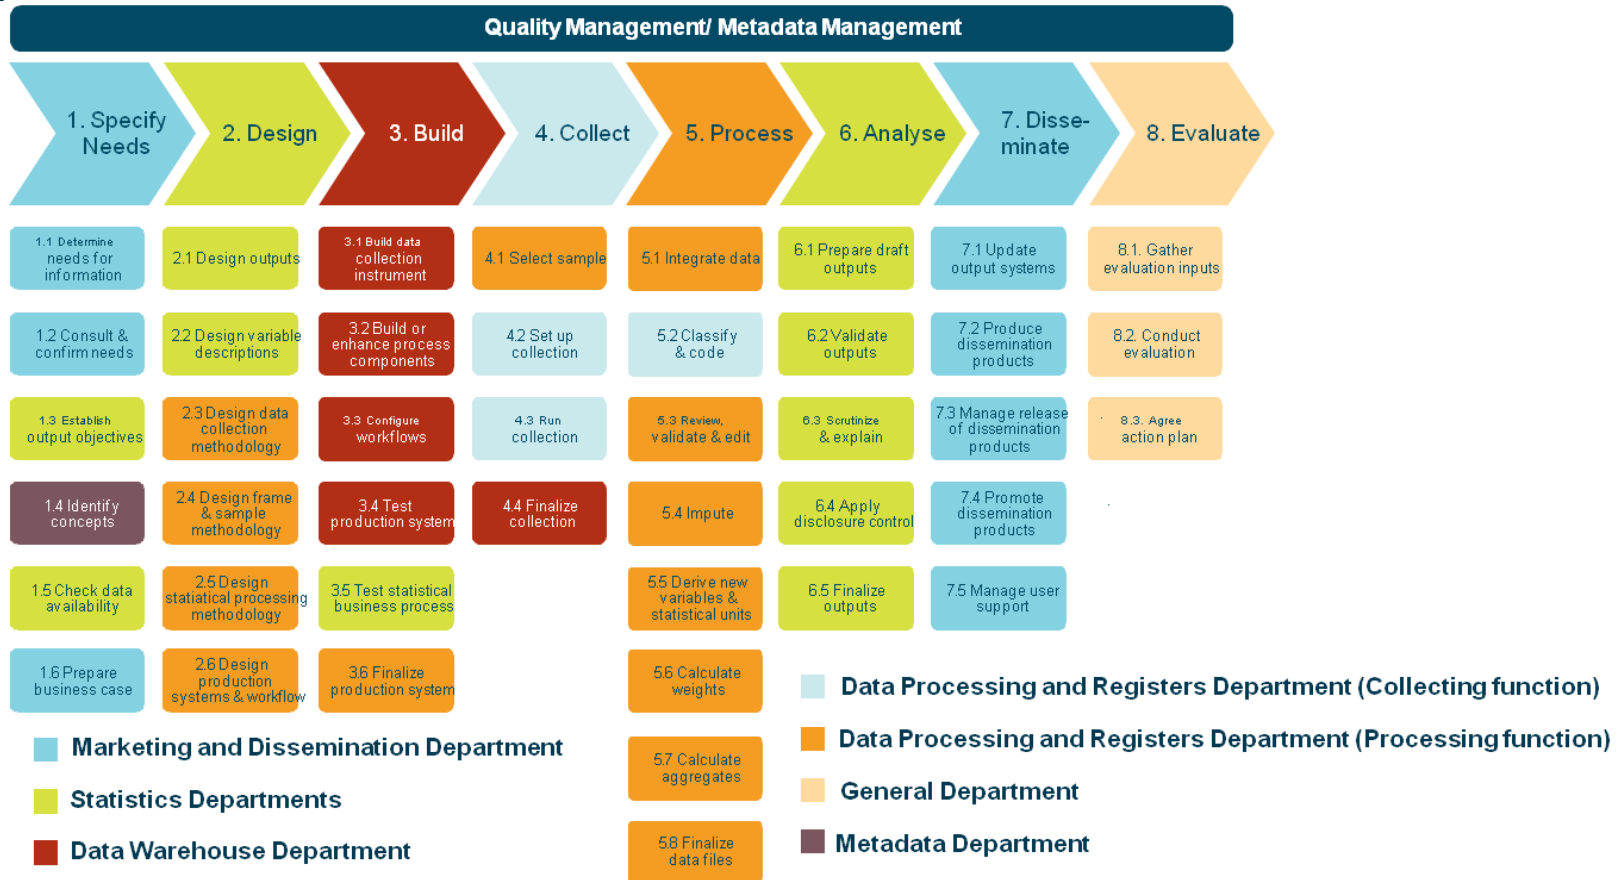 Quality Management/ Metadata Management
1. Specify
Needs
2. Design
3. Build
4. Collect
5. Process
6. Analyse
7. Disse-
minate
8. Evaluate
1.1 Determine
needs for
information
1.2 Consult &
confirm needs
1.3 Establish
output objectives
1.4 Identify
concepts
1.5 Check data
availability
1.6 Prepare
business case
2.1 Design outputs
2.2 Design variable
descriptions
2.3 Design data
collection
methodology
2.4 Design frame
& sample
methodology
2.5 Design
statiatical processing
methodology
2.6 Design
production
systems & workflow
3.1 Build data
collection
instrument
3.2 Build or
enhance process
components
3.3 Configure
workflows
3.4 Test
production system
3.5 Test statistical
business process
3.6 Finalize
production system
4.1 Select sample
4.2 Set up
collection
4.3 Run
collection
4.4 Finalize
collection
5.1 Integrate data
5.2 Classify
& code
5.3 Review,
validate & edit
5.4 Impute
5.5 Derive new
variables &
statistical units
5.6 Calculate
weights
5.7 Calculate
aggregates
5.8 Finalize
data files
6.1 Prepare draft
outputs
6.2 Validate
outputs
6.3 Scrutinize
& explain
6.4 Apply
disclosure control
6.5 Finalize
outputs
7.1 Update
output systems
7.2 Produce
dissemination
products
7.3 Manage release
of dissemination
products
7.4 Promote
dissemination
products
7.5 Manage user
support
8.1. Gather
evaluation inputs
8.2. Conduct
evaluation
8.3. Agree
action plan
Marketing and Dissemination Department
Statistics Departments
Data Warehouse Department
Data Processing and Registers Department (Collecting function)
Data Processing and Registers Department (Processing function)
General Department
Metadata Department